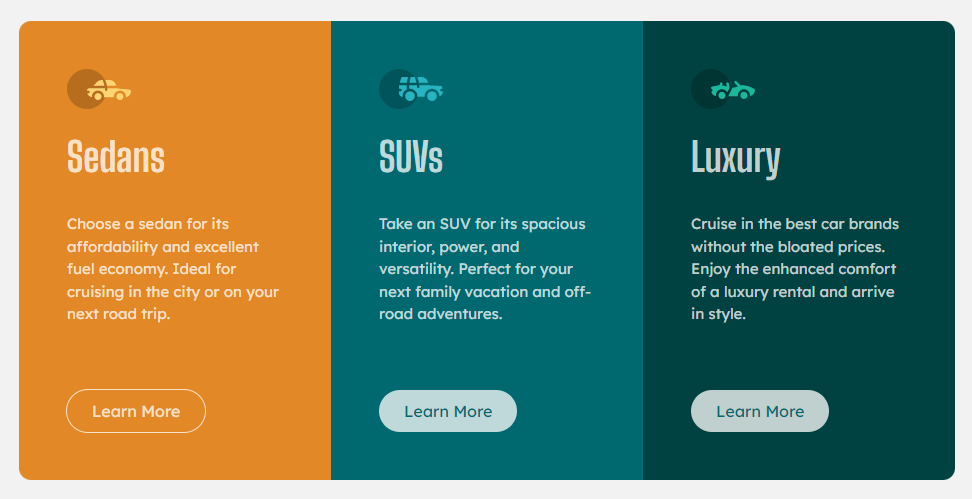 Sedans
Choose a sedan for its
affordability and excellent
fuel economy. Ideal for
cruising in the city or on your
next road trip.
Learn More
SUVs
Take an SUV for its spacious
interior, power, and
versatility. Perfect for your
next family vacation and off-
road adventures.
Learn More
Luxury
Cruise in the best car brands
without the bloated prices.
Enjoy the enhanced comfort
of a luxury rental and arrive
in style.
Learn More